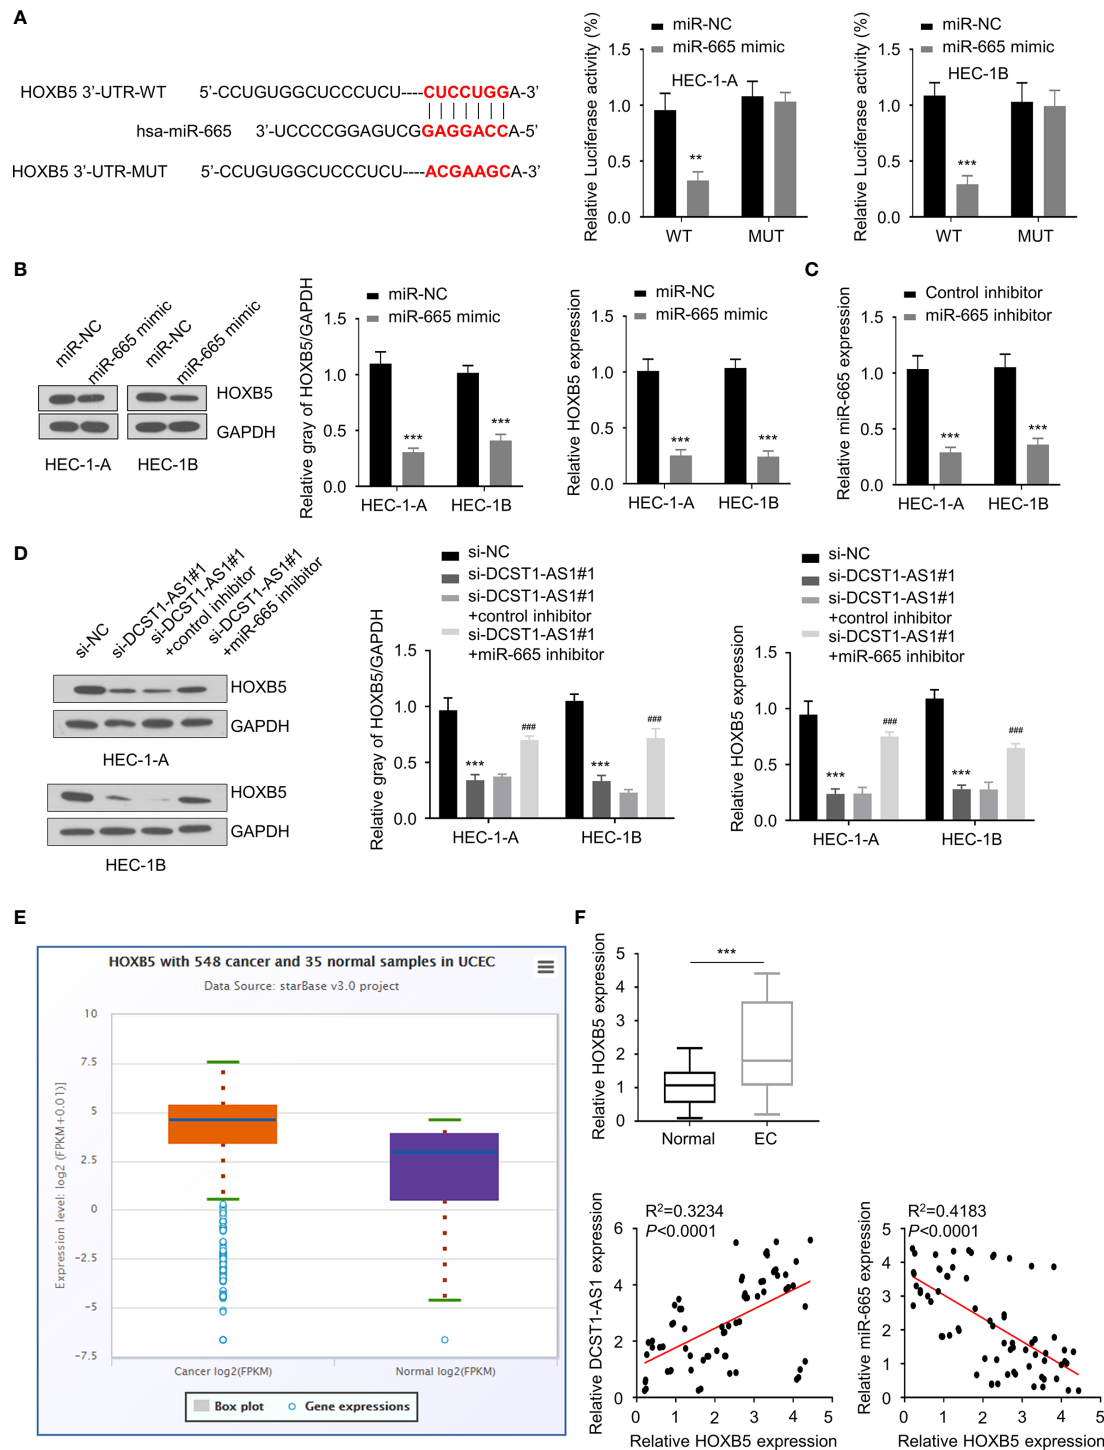 A
HOXB5 3'-UTR-WT 5'-CCUGUGGCUCCCUCU----CUCCUGGA-3'
hsa-miR-665 3'-UCCCCGGAGUCGGAGGACCA-5'
HOXB5 3'-UTR-MUT 5'-CCUGUGGCUCCCUCU----ACGAAGCA-3'
miR-NC
miR-665 mimic
HEC-1-A
Relative Luciferase activity (%)
1.5
1.0
0.5
0.0
**
WT MUT
miR-NC
miR-665 mimic
HEC-1B
Relative Luciferase activity (%)
1.5
1.0
0.5
0.0
***
WT MUT
B
miR-NC
miR-665 mimic
miR-NC
miR-665 mimic
HOXB5
GAPDH
HEC-1-A HEC-1B
miR-NC
miR-665 mimic
Relative gray of HOXB5/GAPDH
1.5
1.0
0.5
0.0
*** ***
HEC-1-A HEC-1B
miR-NC
miR-665 mimic
Relative HOXB5 expression
1.5
1.0
0.5
0.0
*** ***
HEC-1-A HEC-1B
C
Control inhibitor
miR-665 inhibitor
Relative miR-665 expression
1.5
1.0
0.5
0.0
*** ***
HEC-1-A HEC-1B
D
si-NC
si-DCST1-AS1#1
si-DCST1-AS1#1
+control inhibitor
si-DCST1-AS1#1
+miR-665 inhibitor
HOXB5
GAPDH
HEC-1-A
HOXB5
GAPDH
HEC-1B
si-NC
si-DCST1-AS1#1
si-DCST1-AS1#1
+control inhibitor
si-DCST1-AS1#1
+miR-665 inhibitor
Relative gray of HOXB5/GAPDH
1.5
1.0
0.5
0.0
*** ### *** ###
HEC-1-A HEC-1B
si-NC
si-DCST1-AS1#1
si-DCST1-AS1#1
+control inhibitor
si-DCST1-AS1#1
+miR-665 inhibitor
Relative HOXB5 expression
1.5
1.0
0.5
0.0
*** ### *** ###
HEC-1-A HEC-1B
E
HOXB5 with 548 cancer and 35 normal samples in UCEC
Data Source: starBase v3.0 project
Expression level: log2 (FPKM+0.01)]
10
7.5
5
2.5
0
-2.5
-5
-7.5
Cancer log2(FPKM) Normal log2(FPKM)
Box plot Gene expressions
F
Relative HOXB5 expression
5
4
3
2
1
0
***
Normal EC
R2=0.3234
P<0.0001
Relative DCST1-AS1 expression
6
4
2
0
0 1 2 3 4 5
Relative HOXB5 expression
R2=0.4183
P<0.0001
Relative miR-665 expression
5
4
3
2
1
0
0 1 2 3 4 5
Relative HOXB5 expression